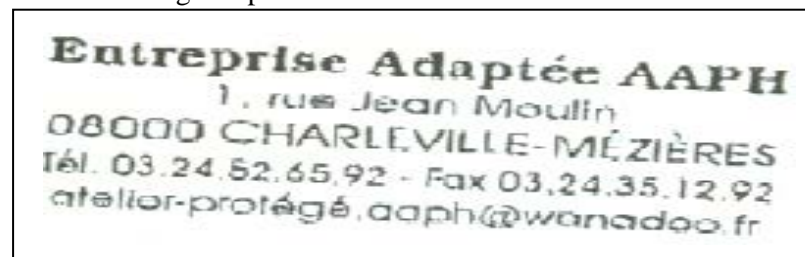 Entreprise Adaptée AAPH
1, rue Jean Moulin
08000 CHARLEVILLE-MÉZIÈRES
Tél. 03.24.52.65.92 - Fax 03.24.35.12.92
atelier-protégé.aaph@wanadoo.fr